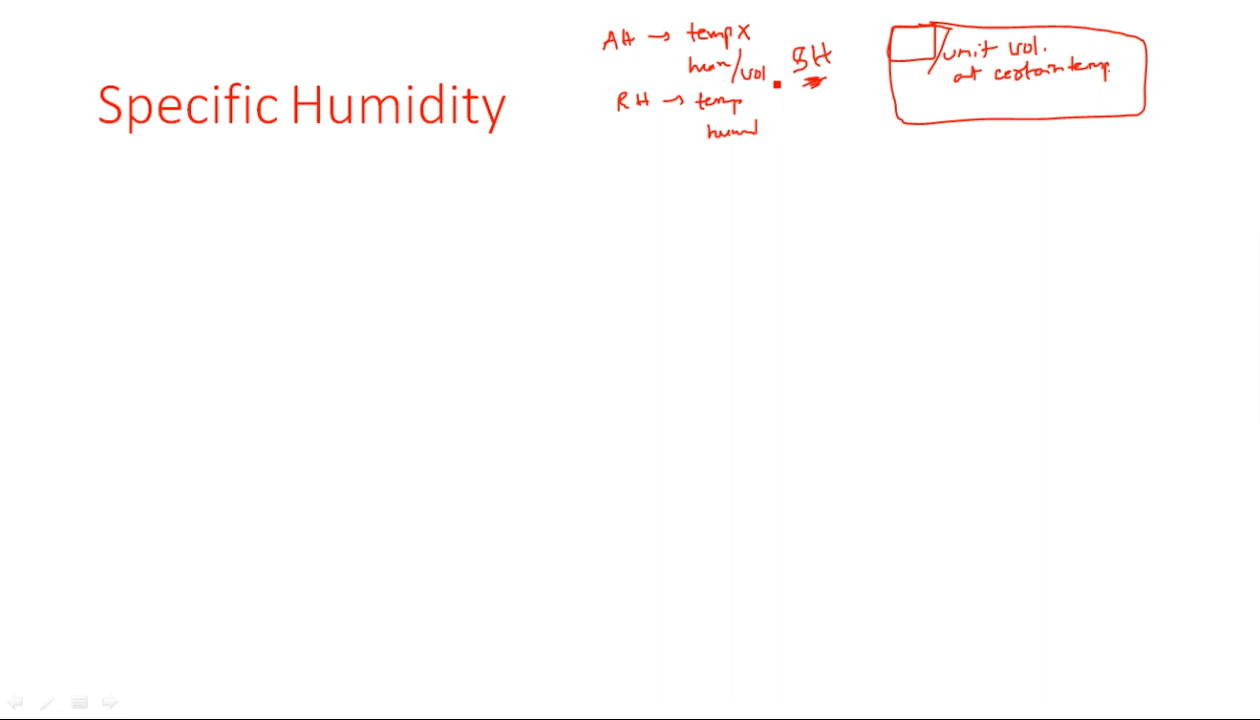 Specific Humidity
AH → temp X
hum/vol
SH
RH → temp
humd
/unit vol.
at certain temp.